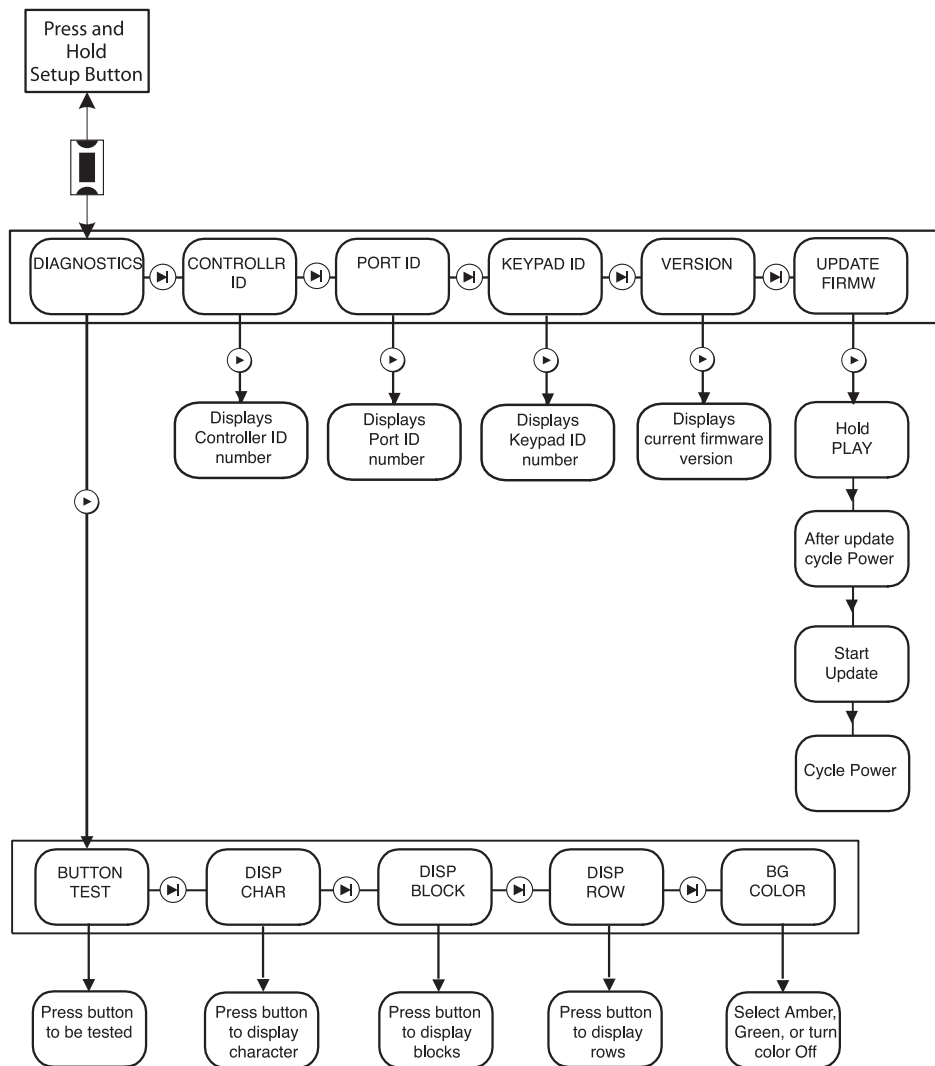 Press and
Hold
Setup Button
DIAGNOSTICS
CONTROLLR
ID
PORT ID
KEYPAD ID
VERSION
UPDATE
FIRMW
Displays
Controller ID
number
Displays
Port ID
number
Displays
Keypad ID
number
Displays
current firmware
version
Hold
PLAY
After update
cycle Power
Start
Update
Cycle Power
BUTTON
TEST
DISP
CHAR
DISP
BLOCK
DISP
ROW
BG
COLOR
Press button
to be tested
Press button
to display
character
Press button
to display
blocks
Press button
to display
rows
Select Amber,
Green, or turn
color Off